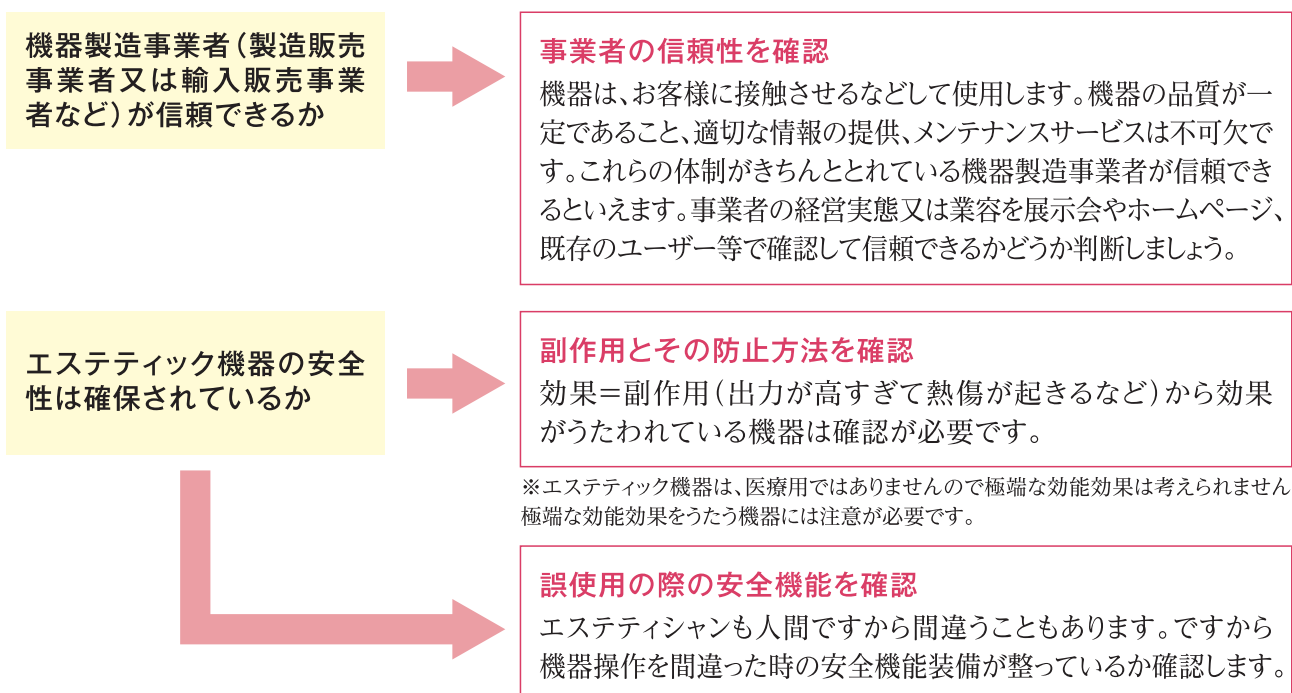 機器製造事業者（製造販売
事業者又は輸入販売事業
者など）が信頼できるか
事業者の信頼性を確認
機器は、お客様に接触させるなどして使用します。機器の品質が一
定であること、適切な情報の提供、メンテナンスサービスは不可欠で
す。これらの体制がきちんととれている機器製造事業者が信頼でき
るといえます。事業者の経営実態又は業容を展示会やホームページ、
既存のユーザー等で確認して信頼できるかどうか判断しましょう。
エステティック機器の安全
性は確保されているか
副作用とその防止方法を確認
効果＝副作用（出力が高すぎて熱傷が起きるなど）から効果
がうたわれている機器は確認が必要です。
※エステティック機器は、医療用ではありませんので極端な効能効果は考えられません
極端な効能効果をうたう機器には注意が必要です。
誤使用の際の安全機能を確認
エステティシャンも人間ですから間違うこともあります。ですから
機器操作を間違った時の安全機能装備が整っているか確認します。